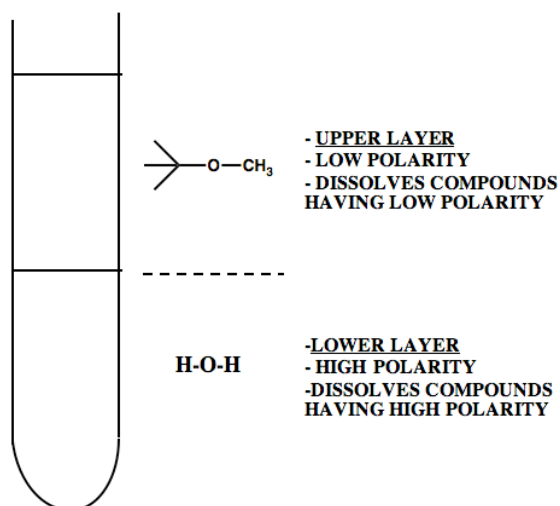 - UPPER LAYER
- LOW POLARITY
- DISSOLVES COMPOUNDS
HAVING LOW POLARITY
O—CH₃
H-O-H
-LOWER LAYER
- HIGH POLARITY
-DISSOLVES COMPOUNDS
HAVING HIGH POLARITY